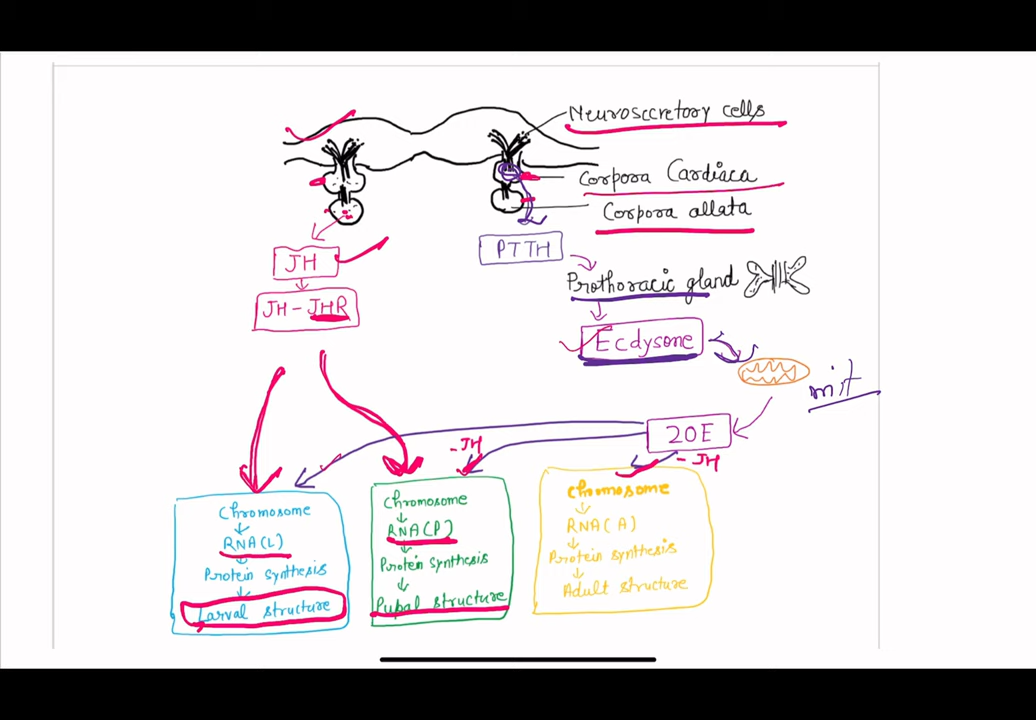 Neurosecretory cells
Corpora Cardiaca
Corpora allata
JH
PTTH
JH-JHR
Prothoracic gland
Ecdysone
mit
20E
-JH
-JH
Chromosome
RNA(L)
Protein synthesis
Larval structure
Chromosome
RNA(P)
Protein synthesis
Pupal structure
Chromosome
RNA(A)
Protein synthesis
Adult structure